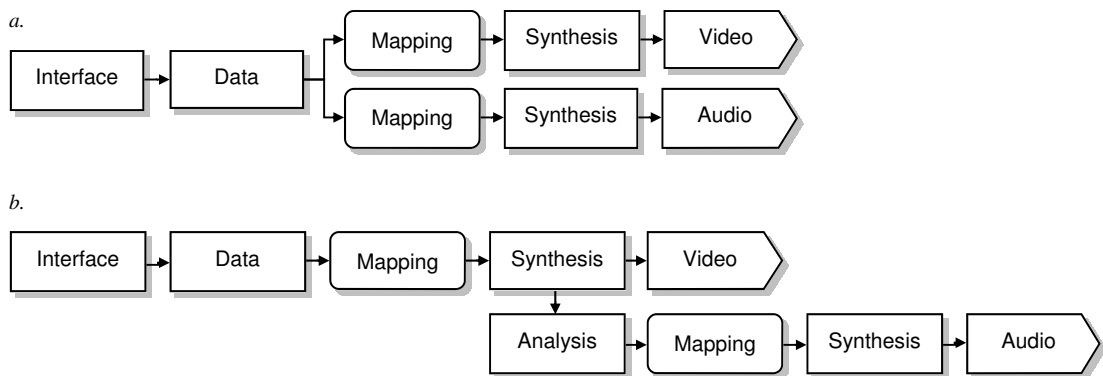 a.
Mapping
Synthesis
Video
Interface
Data
Mapping
Synthesis
Audio
b.
Interface
Data
Mapping
Synthesis
Video
Analysis
Mapping
Synthesis
Audio